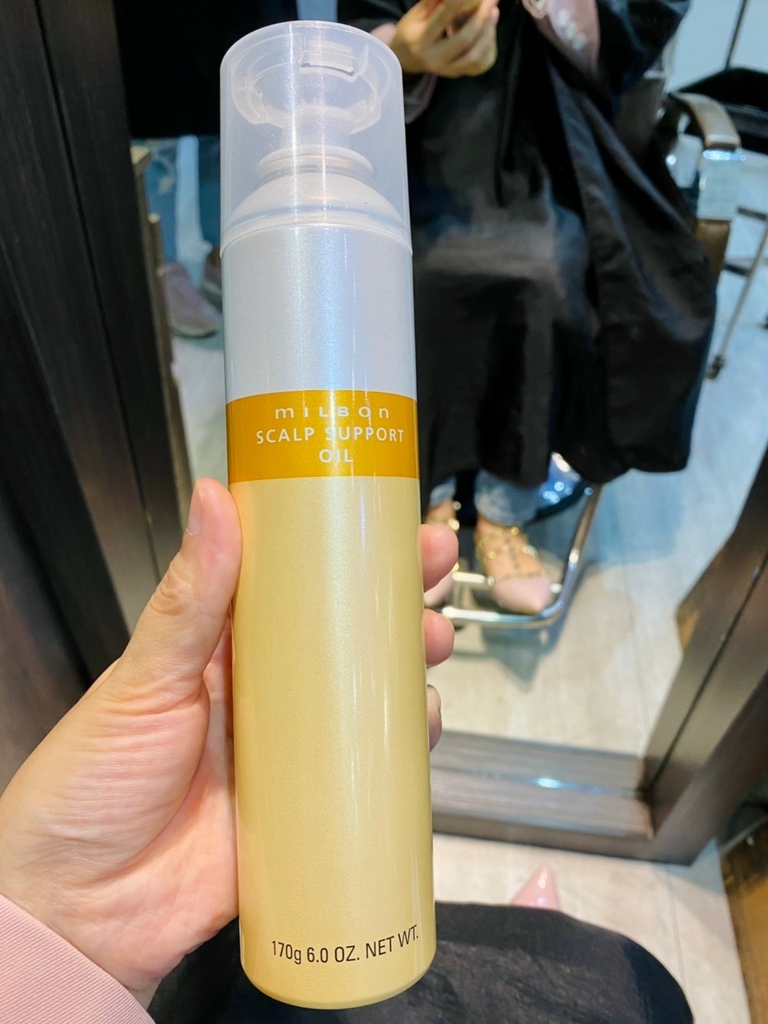 milbon
SCALP SUPPORT
OIL
170g 6.0 OZ. NET WT.